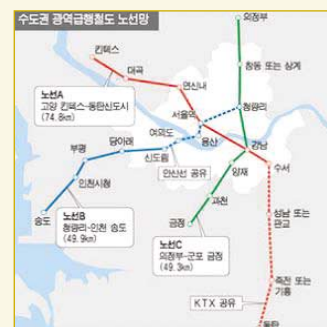 수도권 광역급행철도 노선망
의정부
킨텍스
대곡
창동 또는 상계
연신내
노선A
고양 킨텍스-동탄신도시
(74.8km)
서울역
청량리
여의도
용산
당아래
부평
신도림
강남
수서
안산선 공유
양재
인천시청
과천
송도
노선B
청량리-인천 송도
(49.9km)
금정
성남 또는
판교
노선C
의정부-군포 금정
(49.3km)
죽전 또는
기흥
KTX 공유
동탄